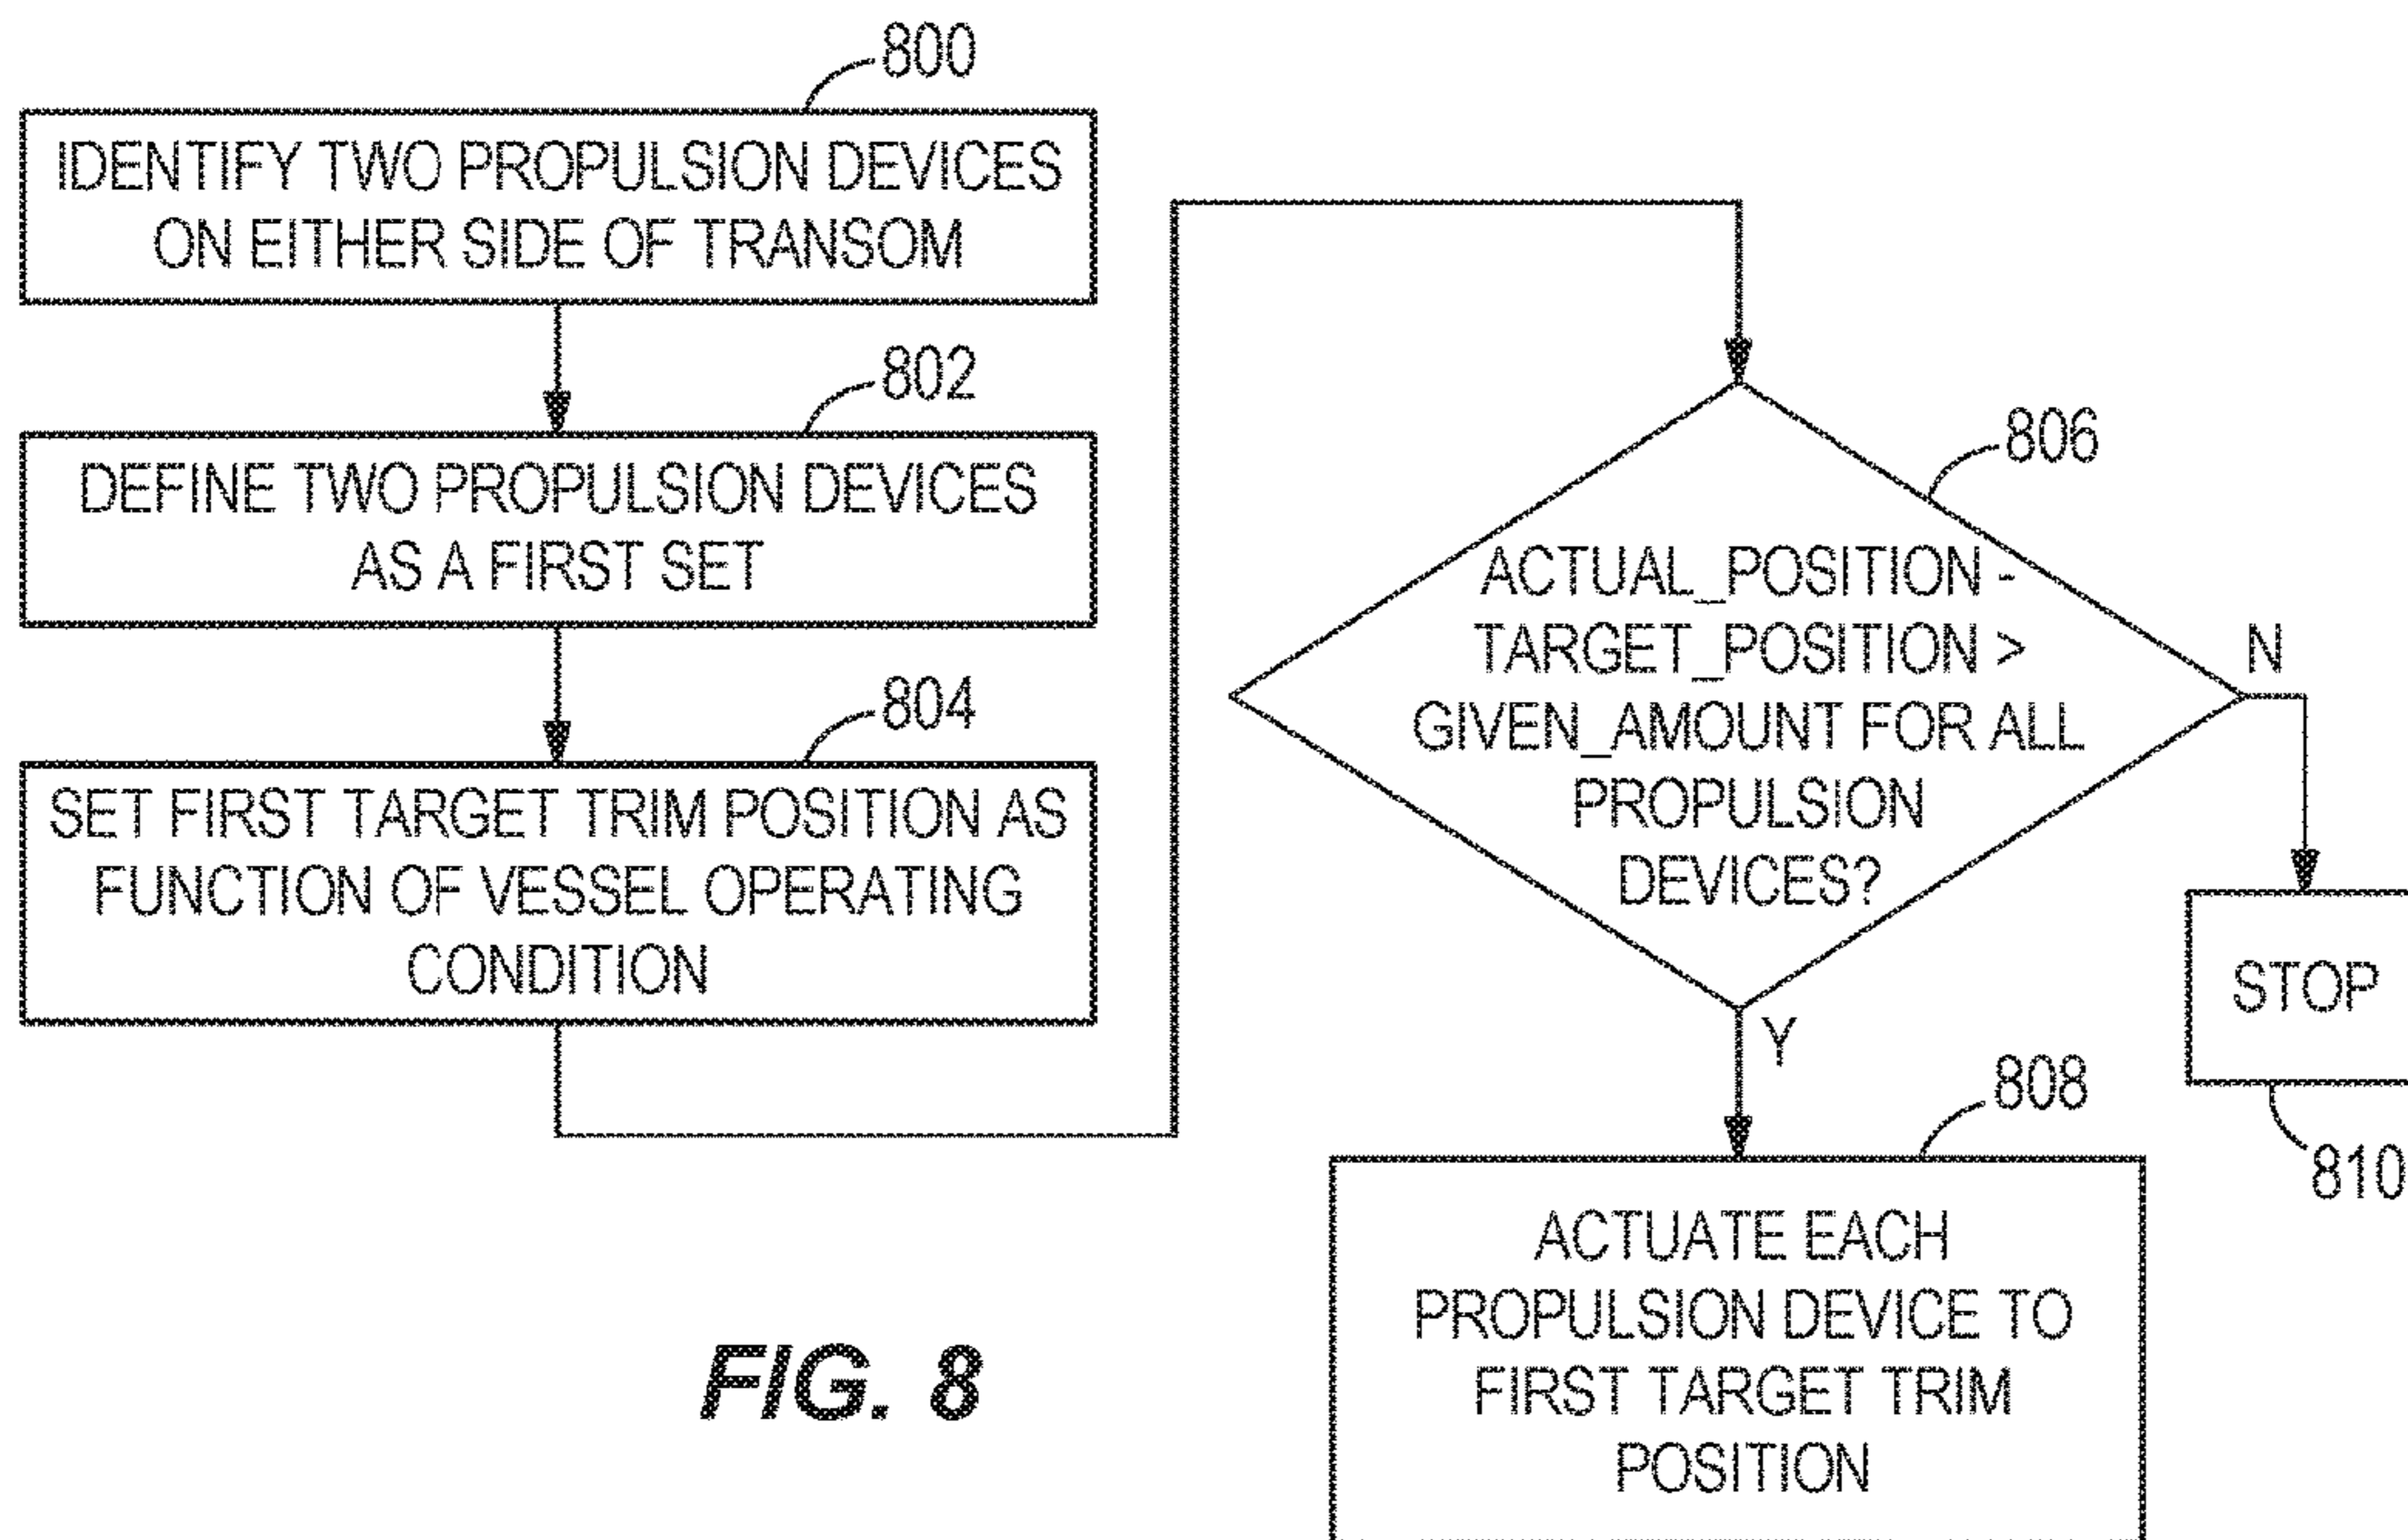 800
IDENTIFY TWO PROPULSION DEVICES
ON EITHER SIDE OF TRANSOM
802
DEFINE TWO PROPULSION DEVICES
AS A FIRST SET
804
SET FIRST TARGET TRIM POSITION AS
FUNCTION OF VESSEL OPERATING
CONDITION
806
ACTUAL_POSITION -
TARGET_POSITION >
GIVEN_AMOUNT FOR ALL
PROPULSION
DEVICES?
N
STOP
810
Y
808
ACTUATE EACH
PROPULSION DEVICE TO
FIRST TARGET TRIM
POSITION
FIG. 8